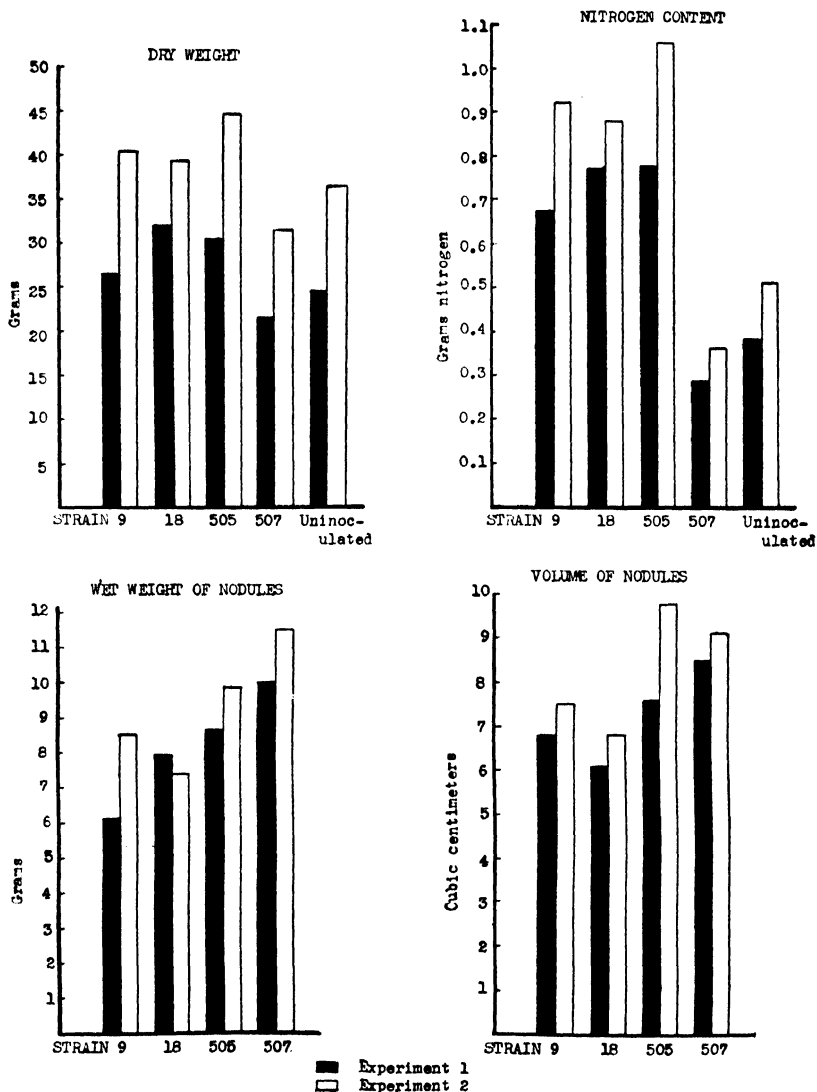 DRY WEIGHT
50
45
40
35
30
25
20
15
10
5
Grams
STRAIN 9 18 505 507 Uninoc-
ulated
NITROGEN CONTENT
1.1
1.0
0.9
0.8
0.7
0.6
0.5
0.4
0.3
0.2
0.1
Grams nitrogen
STRAIN 9 18 505 507 Uninoc-
ulated
WET WEIGHT OF NODULES
12
11
10
9
8
7
6
5
4
3
2
1
Grams
STRAIN 9 18 505 507
VOLUME OF NODULES
10
9
8
7
6
5
4
3
2
1
Cubic centimeters
STRAIN 9 18 505 507
Experiment 1
Experiment 2